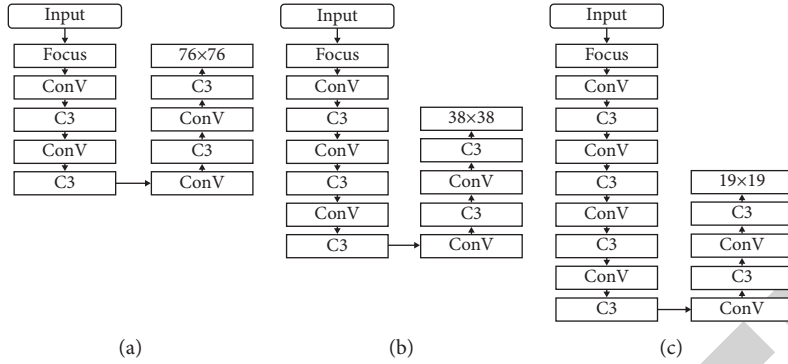 Input
Focus
ConV
C3
ConV
C3
76×76
C3
ConV
C3
ConV
(a)
Input
Focus
ConV
C3
ConV
C3
ConV
C3
38×38
C3
ConV
C3
ConV
(b)
Input
Focus
ConV
C3
ConV
C3
ConV
C3
ConV
C3
19×19
C3
ConV
C3
ConV
(c)